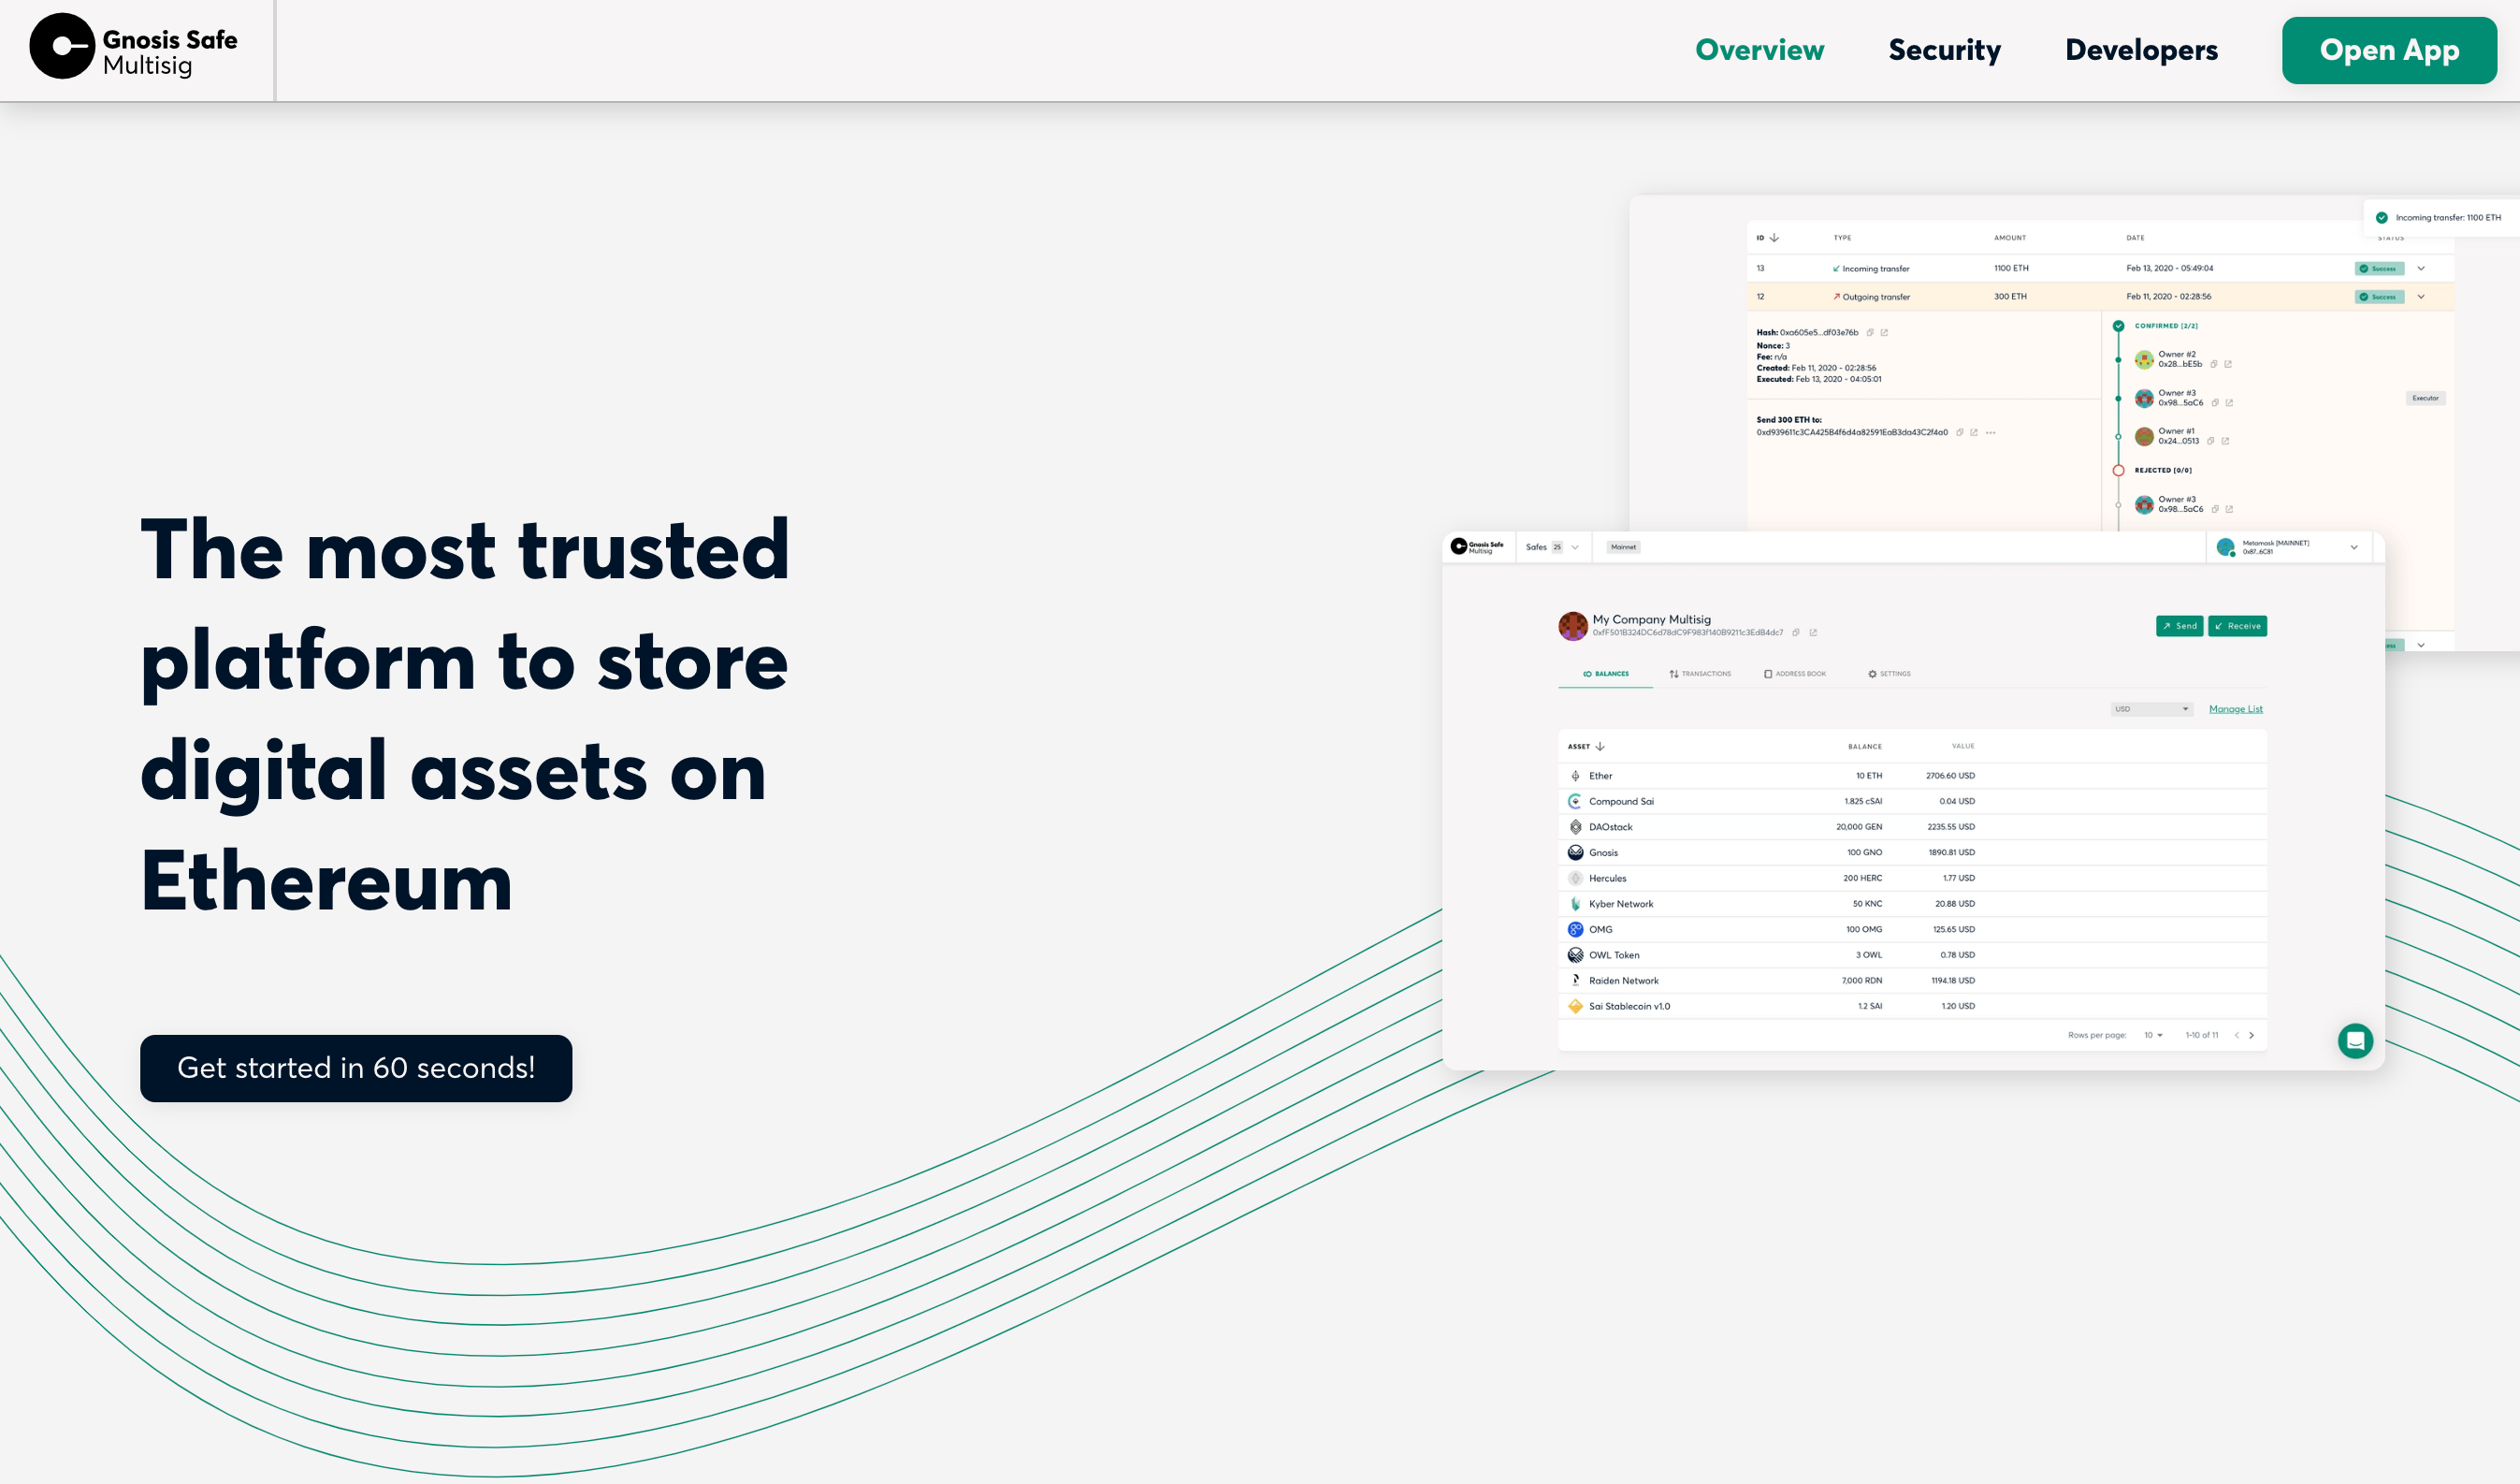 Gnosis Safe
Multisig
Overview
Security
Developers
Open App
The most trusted
platform to store
digital assets on
Ethereum
Get started in 60 seconds!
Incoming transfer: 1100 ETH
ID TYPE AMOUNT DATE STATUS
13 Incoming transfer 1100 ETH Feb 13, 2020 - 05:49:04 Success
12 Outgoing transfer 300 ETH Feb 11, 2020 - 02:28:56 Success
Hash: 0xa605e5...df03e76b
Nonce: 3
Fee: n/a
Created: Feb 11, 2020 - 02:28:56
Executed: Feb 13, 2020 - 04:05:01
Send 300 ETH to:
0xd939611c3CA425B4f6d4a82591EaB3da43C2f4a0
CONFIRMED [2/2]
Owner #2
0x28...bE5b
Owner #3
0x98...5aC6
Executor
Owner #1
0x24...0513
REJECTED [0/0]
Owner #3
0x98...5aC6
Gnosis Safe
Multisig
Safes 25
Mainnet
Metamask [MAINNET]
0x87...6C81
My Company Multisig
0xfF501B324DC6d78dC9F983f140B9211c3EdB4dc7
Send
Receive
BALANCES
TRANSACTIONS
ADDRESS BOOK
SETTINGS
USD
Manage List
ASSET BALANCE VALUE
Ether 10 ETH 2706.60 USD
Compound Sai 1.825 cSAI 0.04 USD
DAOstack 20,000 GEN 2235.55 USD
Gnosis 100 GNO 1890.81 USD
Hercules 200 HERC 1.77 USD
Kyber Network 50 KNC 20.88 USD
OMG 100 OMG 125.65 USD
OWL Token 3 OWL 0.78 USD
Raiden Network 7,000 RDN 1194.18 USD
Sai Stablecoin v1.0 1.2 SAI 1.20 USD
Rows per page: 10 1-10 of 11